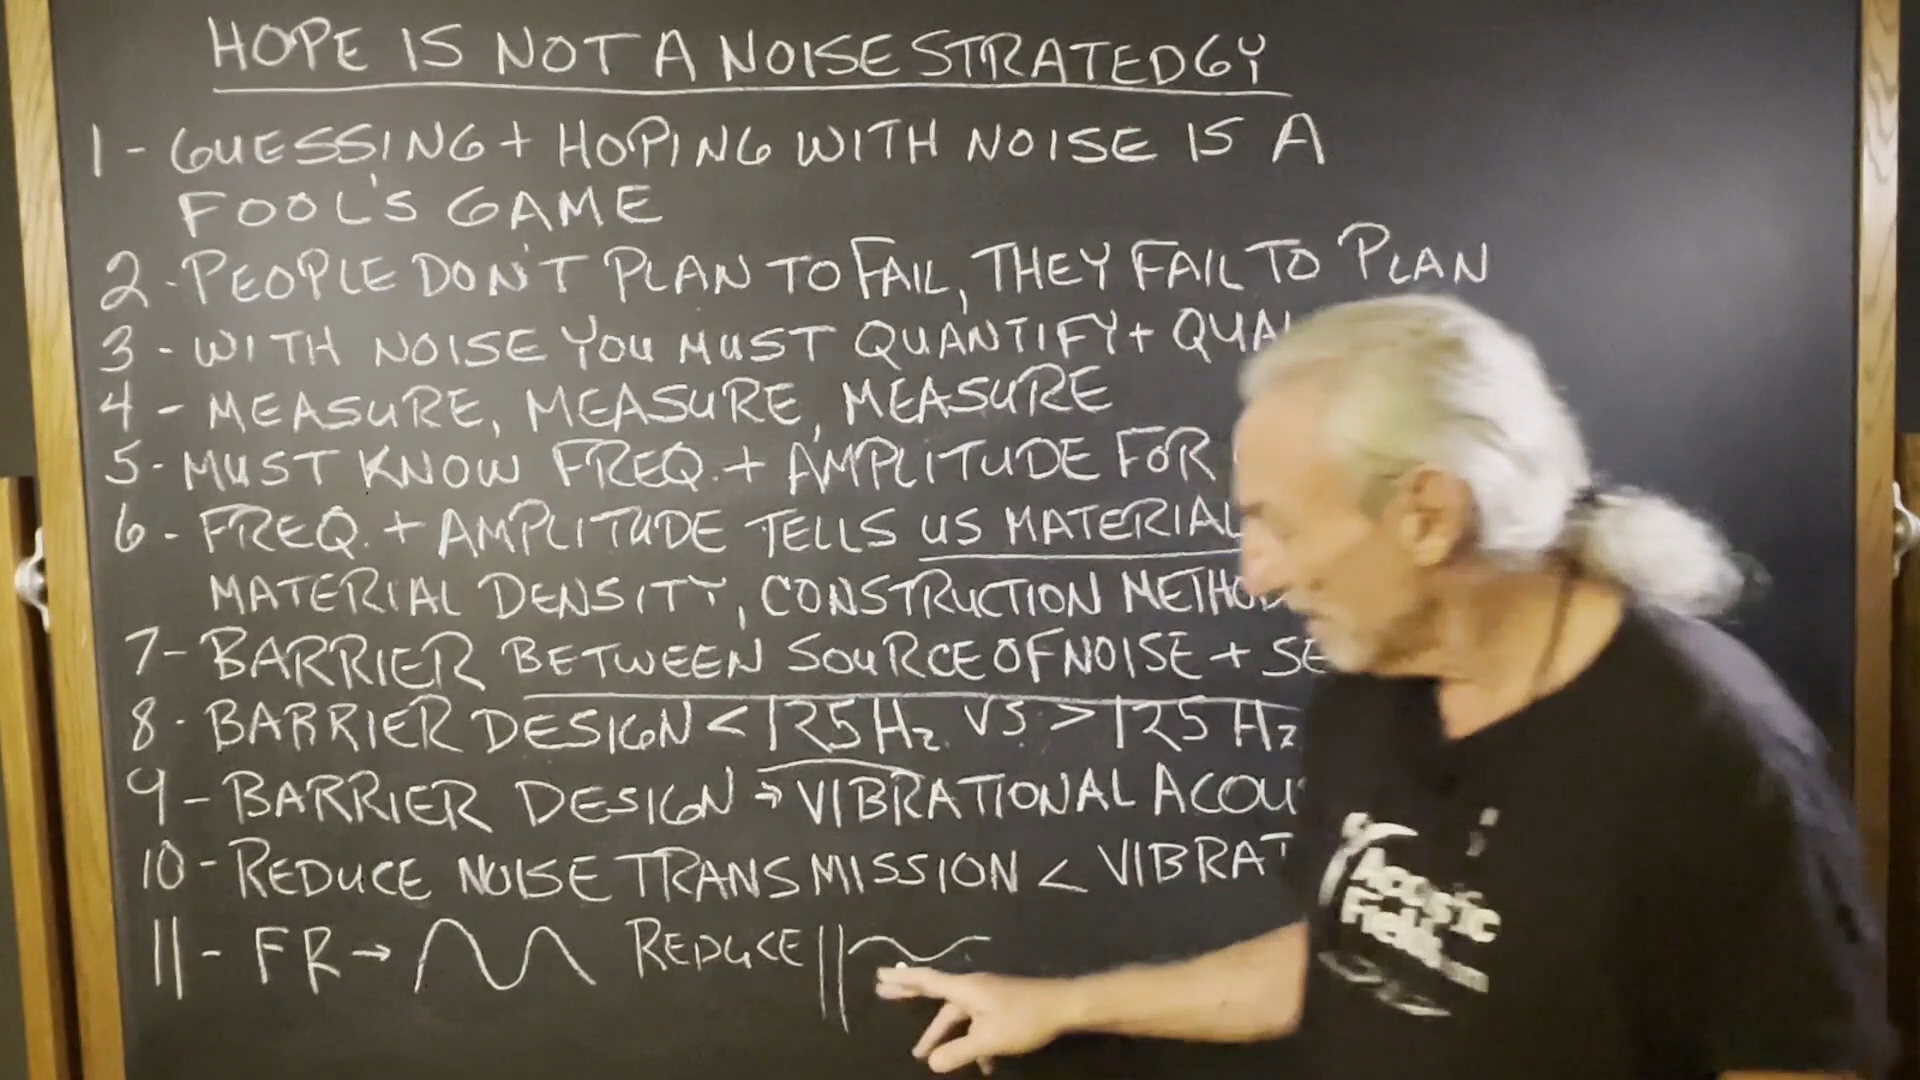 HOPE IS NOT A NOISE STRATEDGY
1 - GUESSING + HOPING WITH NOISE IS A
FOOL'S GAME
2 - PEOPLE DON'T PLAN TO FAIL, THEY FAIL TO PLAN
3 - WITH NOISE YOU MUST QUANTIFY + QUAL
4 - MEASURE, MEASURE, MEASURE
5 - MUST KNOW FREQ. + AMPLITUDE FOR
6 - FREQ. + AMPLITUDE TELLS US MATERIAL
MATERIAL DENSITY, CONSTRUCTION METHOD
7 - BARRIER BETWEEN SOURCE OF NOISE + SE
8 - BARRIER DESIGN < 125 Hz. VS > 125 Hz
9 - BARRIER DESIGN → VIBRATIONAL ACOU
10 - REDUCE NOISE TRANSMISSION < VIBRAT
11 - FR → REDUCE
Acoustic
Fields